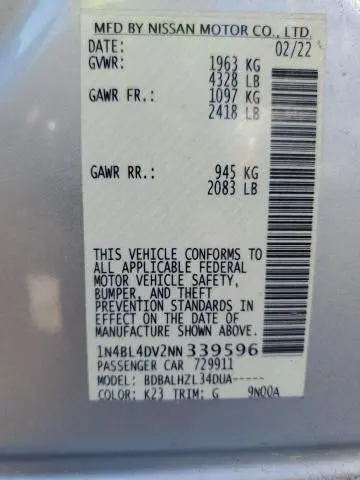 MFD BY NISSAN MOTOR CO., LTD.
DATE: 02/22
GVWR: 1963 KG
4328 LB
GAWR FR.: 1097 KG
2418 LB
GAWR RR.: 945 KG
2083 LB
THIS VEHICLE CONFORMS TO
ALL APPLICABLE FEDERAL
MOTOR VEHICLE SAFETY,
BUMPER, AND THEFT
PREVENTION STANDARDS IN
EFFECT ON THE DATE OF
MANUFACTURE SHOWN ABOVE.
1N4BL4DV2NN 339596
PASSENGER CAR 729911
MODEL: BDBALHZL34DUA-----
COLOR: K23 TRIM: G 9N00A